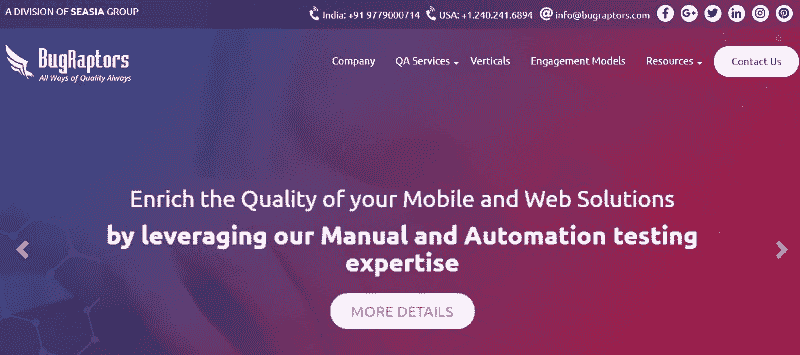 A DIVISION OF SEASIA GROUP
India: +91 9779000714 USA: +1.240.241.6894 info@bugraptors.com
BugRaptors
All Ways of Quality Always
Company QA Services Verticals Engagement Models Resources Contact Us
Enrich the Quality of your Mobile and Web Solutions
by leveraging our Manual and Automation testing
expertise
MORE DETAILS